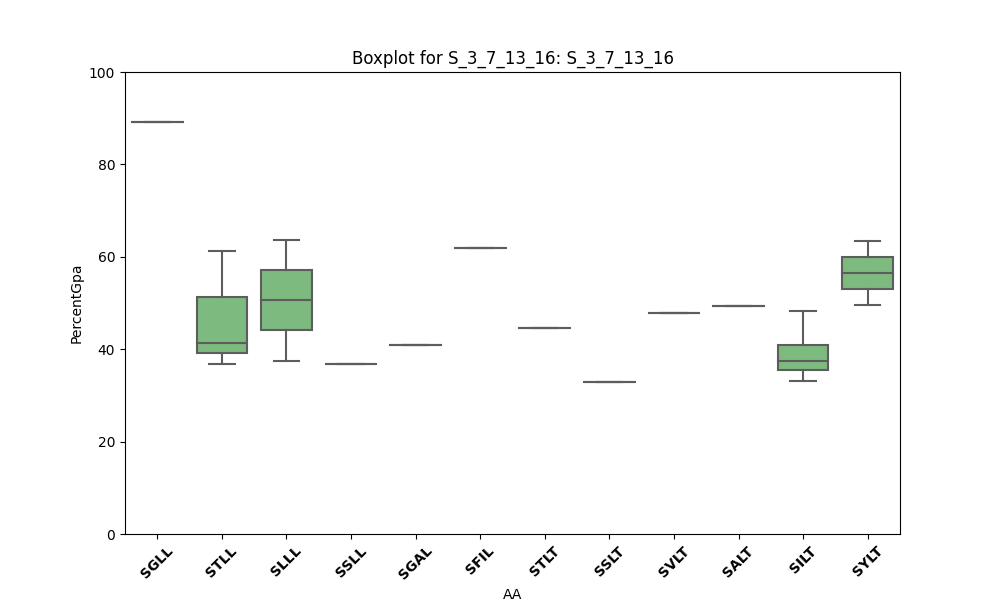 Boxplot for S_3_7_13_16: S_3_7_13_16
100
80
60
40
20
0
PercentGpa
SGLL
STLL
SLLL
SSLL
SGAL
SFIL
STLT
SSLT
SVLT
SALT
SILT
SYLT
AA